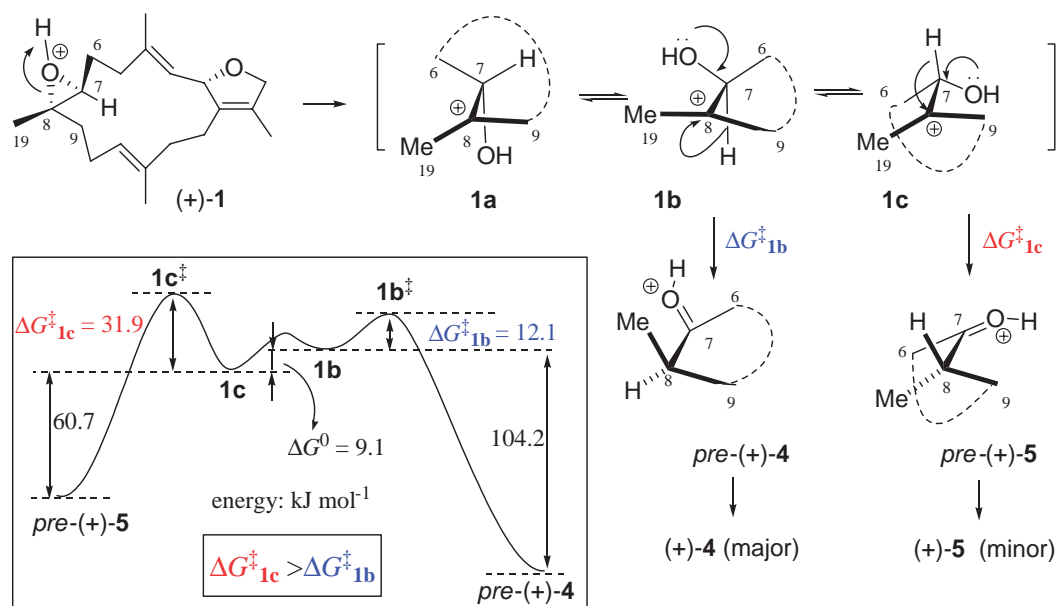 H
O
⊕
6
7
H
8
19
9
O
(+)-1
6
7
H
⊕
8
9
Me
19
OH
1a
HO
6
7
⊕
Me
19
8
9
H
1b
H
6
7
OH
Me
19
8
⊕
9
1c
ΔG‡1b
ΔG‡1c
H
⊕
O
6
Me
7
H
8
9
pre-(+)-4
(+)-4 (major)
H
7
O-H
⊕
6
Me
8
9
pre-(+)-5
(+)-5 (minor)
1c‡
1b‡
ΔG‡1c = 31.9
ΔG‡1b = 12.1
1c
1b
60.7
ΔG0 = 9.1
104.2
energy: kJ mol-1
pre-(+)-5
ΔG‡1c >ΔG‡1b
pre-(+)-4